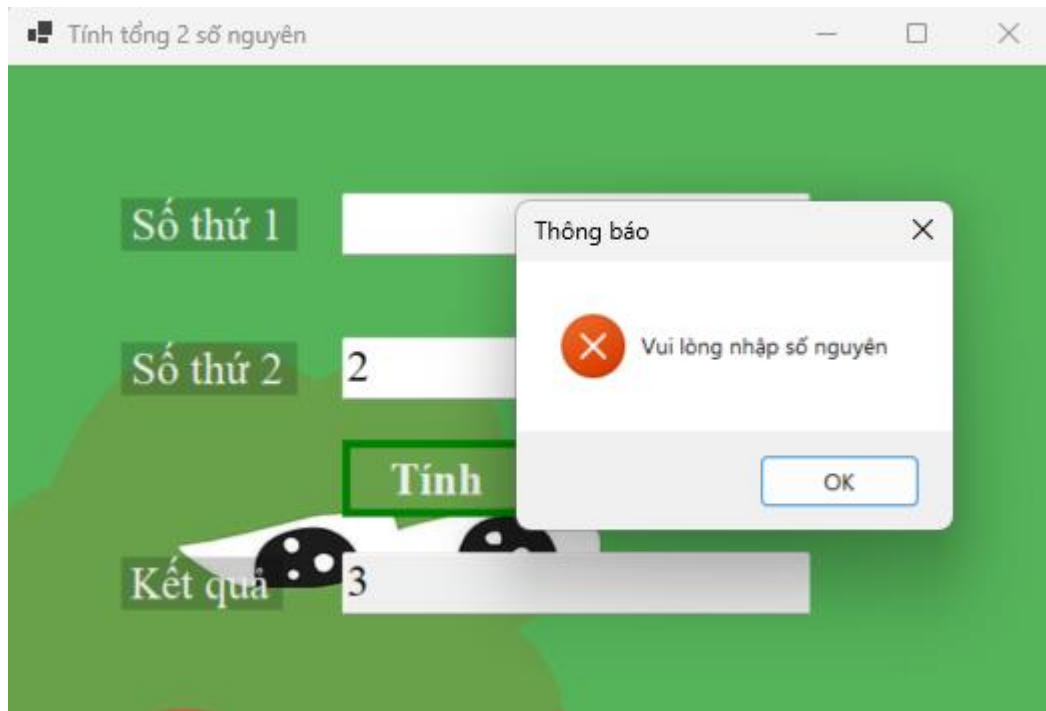 Tính tổng 2 số nguyên
Số thứ 1
Thông báo
Vui lòng nhập số nguyên
Số thứ 2
2
Tính
OK
Kết quả
3